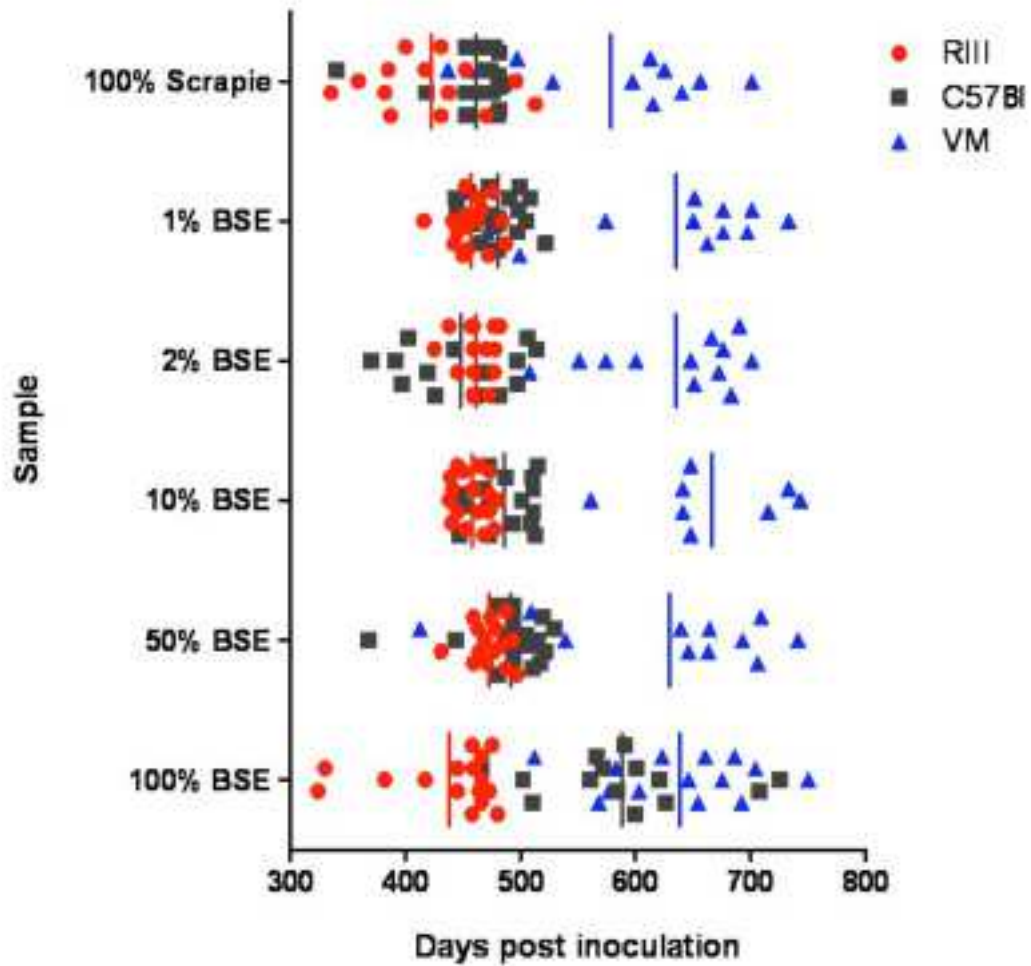 RIII
100% Scrapie
C57Bl
VM
1% BSE
2% BSE
Sample
10% BSE
50% BSE
100% BSE
300 400 500 600 700 800
Days post inoculation